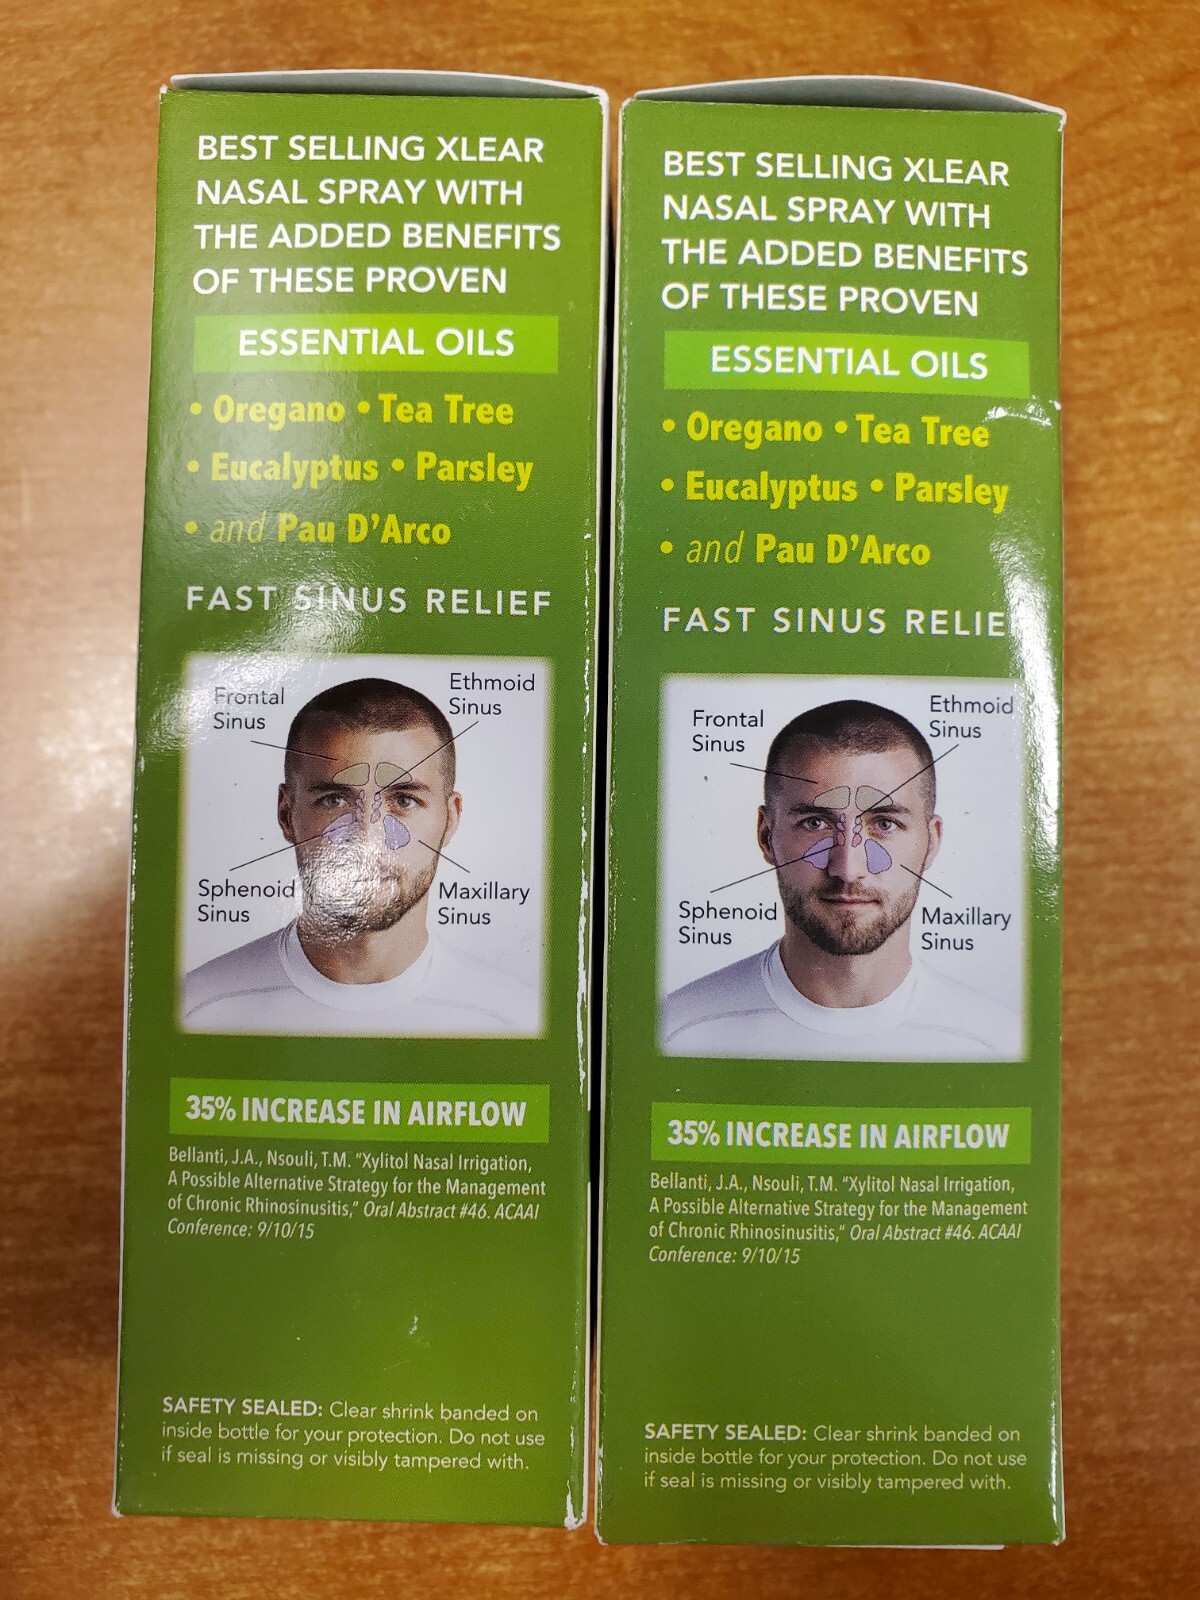 BEST SELLING XLEAR
NASAL SPRAY WITH
THE ADDED BENEFITS
OF THESE PROVEN
ESSENTIAL OILS
• Oregano • Tea Tree
• Eucalyptus • Parsley
• and Pau D'Arco
FAST SINUS RELIEF
Frontal
Sinus
Ethmoid
Sinus
Sphenoid
Sinus
Maxillary
Sinus
35% INCREASE IN AIRFLOW
Bellanti, J.A., Nsouli, T.M. "Xylitol Nasal Irrigation,
A Possible Alternative Strategy for the Management
of Chronic Rhinosinusitis," Oral Abstract #46. ACAAI
Conference: 9/10/15
SAFETY SEALED: Clear shrink banded on
inside bottle for your protection. Do not use
if seal is missing or visibly tampered with.
BEST SELLING XLEAR
NASAL SPRAY WITH
THE ADDED BENEFITS
OF THESE PROVEN
ESSENTIAL OILS
• Oregano • Tea Tree
• Eucalyptus • Parsley
• and Pau D'Arco
FAST SINUS RELIE
Frontal
Sinus
Ethmoid
Sinus
Sphenoid
Sinus
Maxillary
Sinus
35% INCREASE IN AIRFLOW
Bellanti, J.A., Nsouli, T.M. "Xylitol Nasal Irrigation,
A Possible Alternative Strategy for the Management
of Chronic Rhinosinusitis," Oral Abstract #46. ACAAI
Conference: 9/10/15
SAFETY SEALED: Clear shrink banded on
inside bottle for your protection. Do not use
if seal is missing or visibly tampered with.